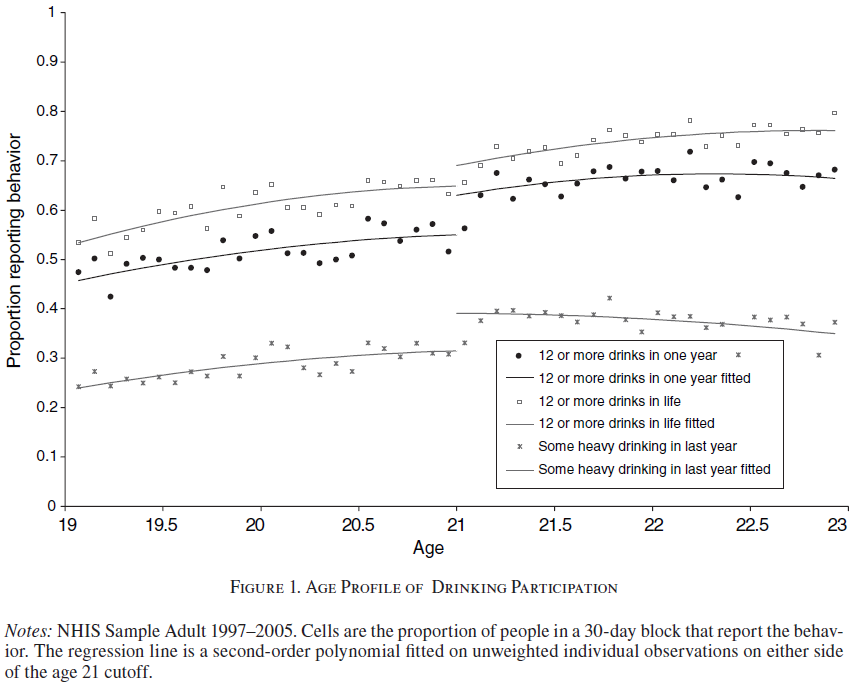 1
0.9
0.8
0.7
0.6
0.5
0.4
0.3
0.2
0.1
0
Proportion reporting behavior
12 or more drinks in one year
12 or more drinks in one year fitted
12 or more drinks in life
12 or more drinks in life fitted
Some heavy drinking in last year
Some heavy drinking in last year fitted
19 19.5 20 20.5 21 21.5 22 22.5 23
Age
Figure 1. Age Profile of Drinking Participation
Notes: NHIS Sample Adult 1997–2005. Cells are the proportion of people in a 30-day block that report the behav-
ior. The regression line is a second-order polynomial fitted on unweighted individual observations on either side
of the age 21 cutoff.